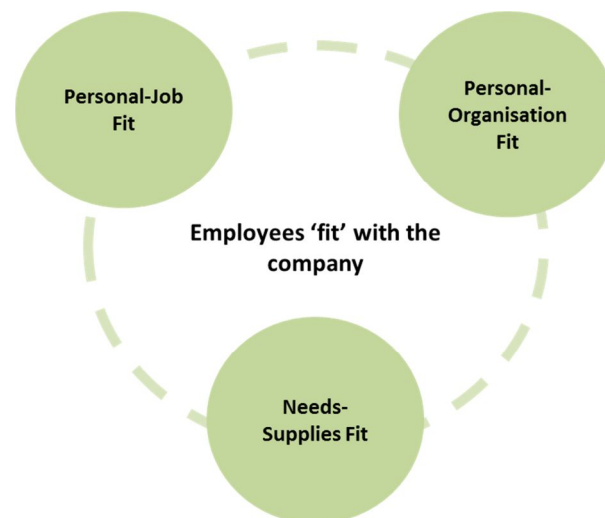 Personal-Job
Fit
Personal-
Organisation
Fit
Employees ‘fit’ with the
company
Needs-
Supplies Fit